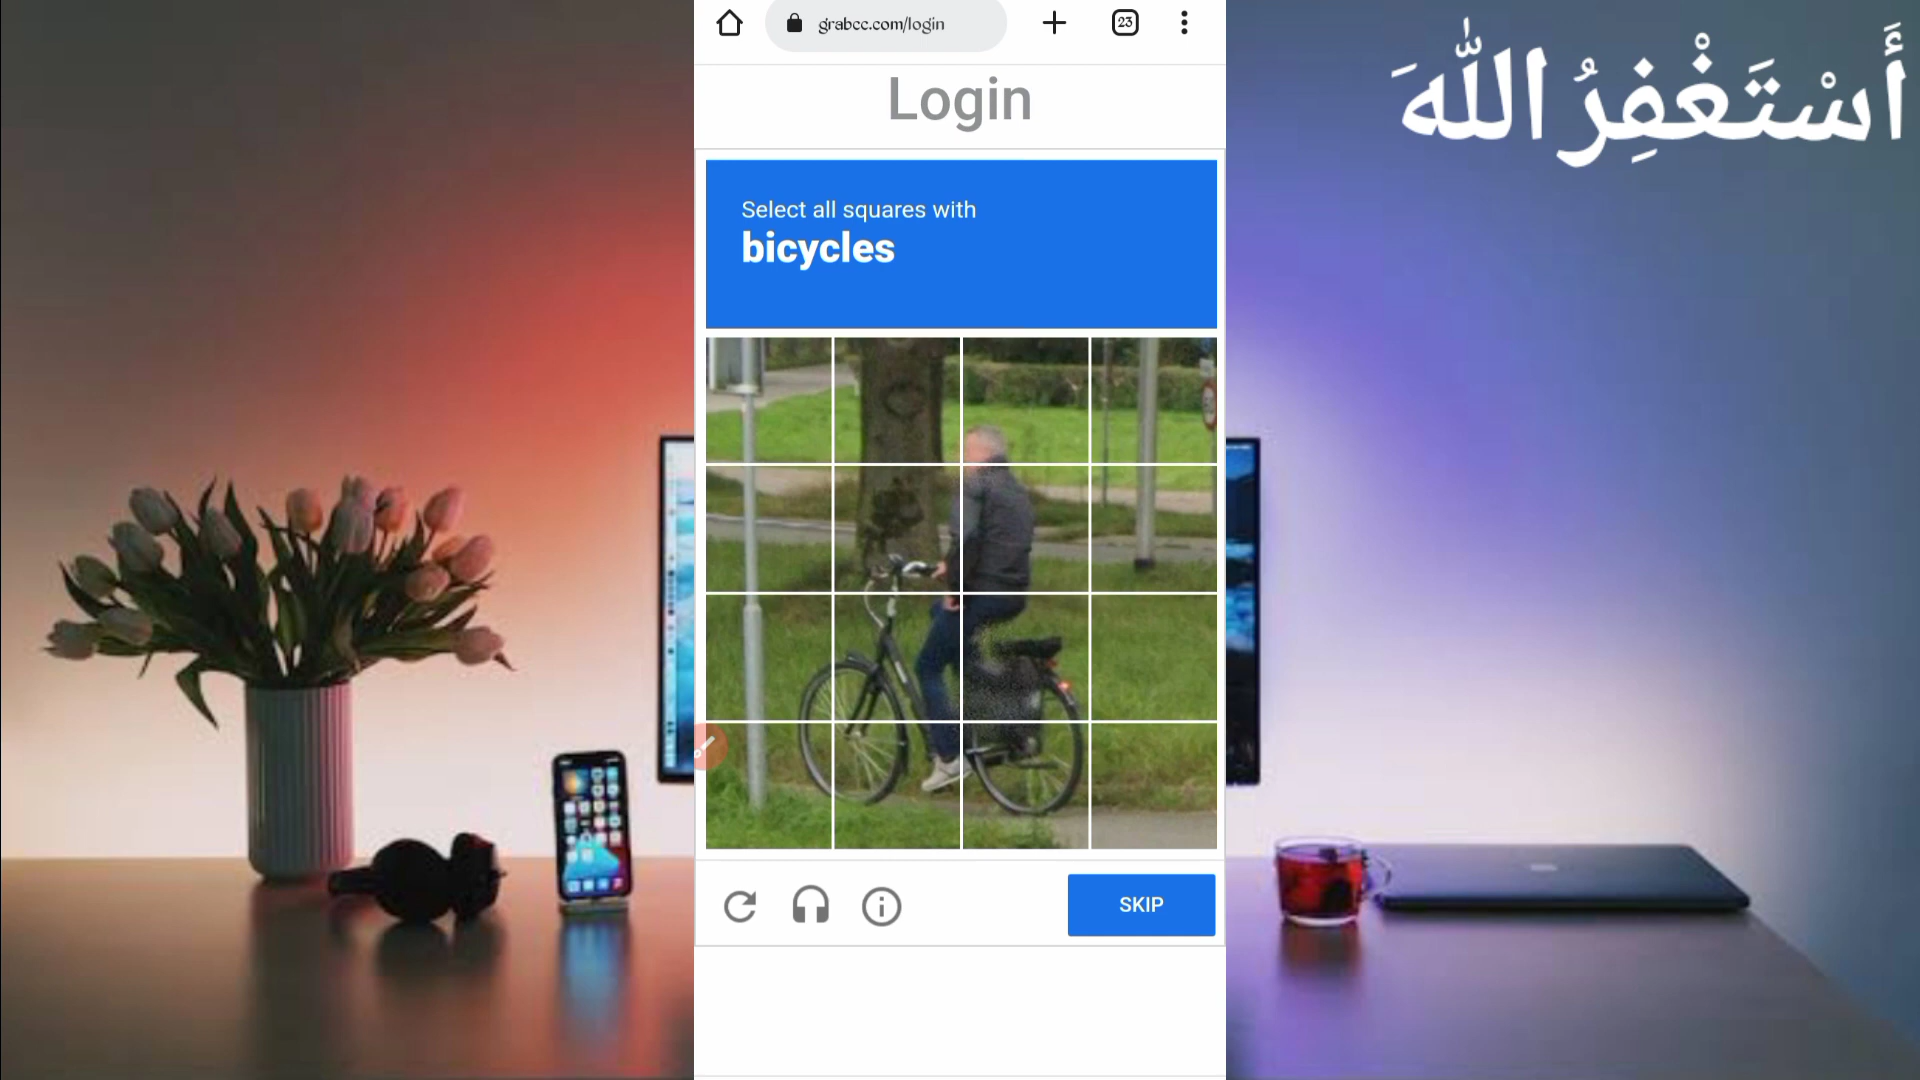 grabcc.com/login
23
أَسْتَغْفِرُ اللّٰهَ
Login
Select all squares with
bicycles
SKIP